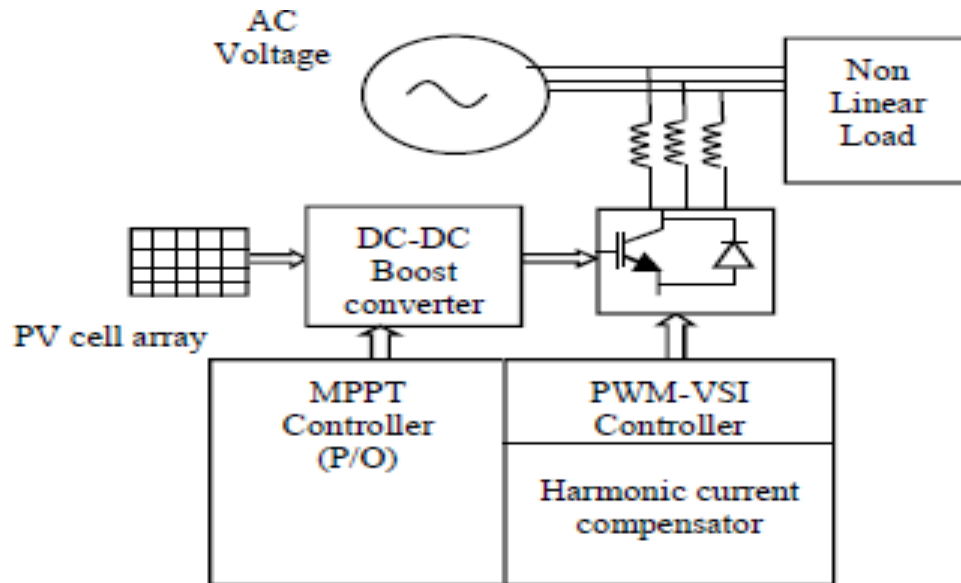 AC
Voltage
Non
Linear
Load
DC-DC
Boost
converter
PV cell array
MPPT
Controller
(P/O)
PWM-VSI
Controller
Harmonic current
compensator